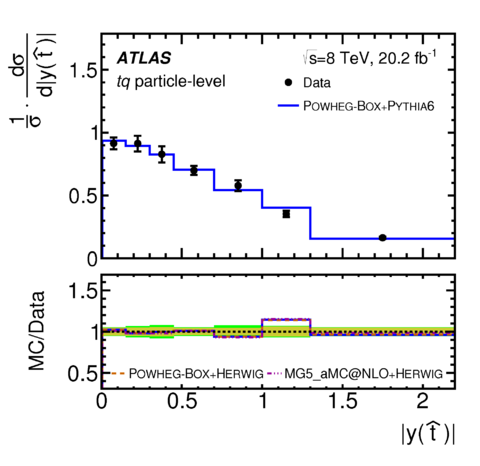 1/σ · dσ/d|y(t̂)|
ATLAS
√s=8 TeV, 20.2 fb⁻¹
tq particle-level
Data
POWHEG-BOX+PYTHIA6
1.5
1
0.5
0
MC/Data
1.5
1
0.5
POWHEG-BOX+HERWIG
MG5_aMC@NLO+HERWIG
0 0.5 1 1.5 2
|y(t̂)|